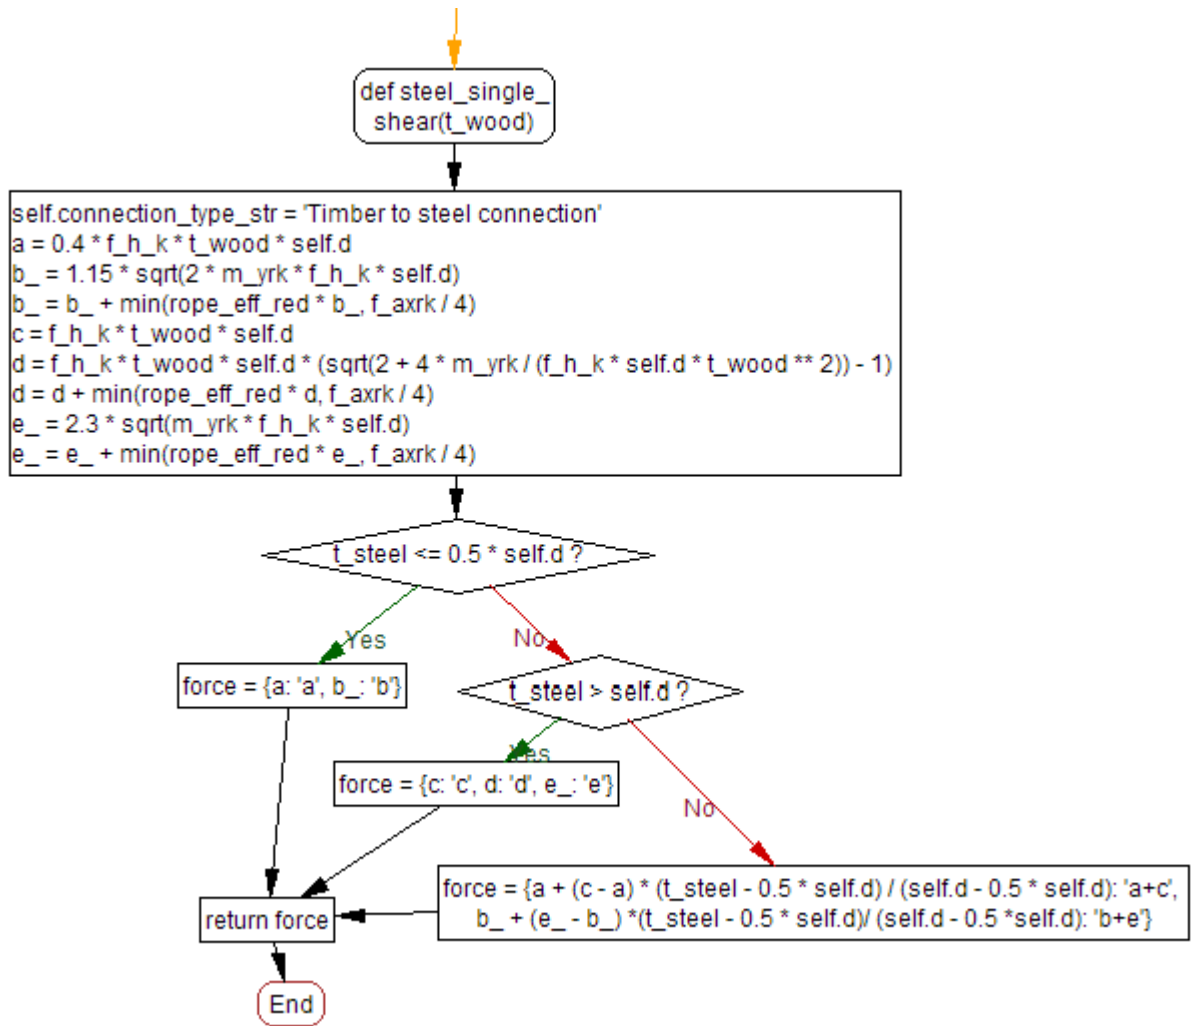 def steel_single_
shear(t_wood)
self.connection_type_str = 'Timber to steel connection'
a = 0.4 * f_h_k * t_wood * self.d
b_ = 1.15 * sqrt(2 * m_yrk * f_h_k * self.d)
b_ = b_ + min(rope_eff_red * b_, f_axrk / 4)
c = f_h_k * t_wood * self.d
d = f_h_k * t_wood * self.d * (sqrt(2 + 4 * m_yrk / (f_h_k * self.d * t_wood ** 2)) - 1)
d = d + min(rope_eff_red * d, f_axrk / 4)
e_ = 2.3 * sqrt(m_yrk * f_h_k * self.d)
e_ = e_ + min(rope_eff_red * e_, f_axrk / 4)
t_steel <= 0.5 * self.d ?
Yes
No
force = {a: 'a', b_: 'b'}
t_steel > self.d ?
Yes
force = {c: 'c', d: 'd', e_: 'e'}
No
force = {a + (c - a) * (t_steel - 0.5 * self.d) / (self.d - 0.5 * self.d): 'a+c',
b_ + (e_ - b_) *(t_steel - 0.5 * self.d)/ (self.d - 0.5 *self.d): 'b+e'}
return force
End